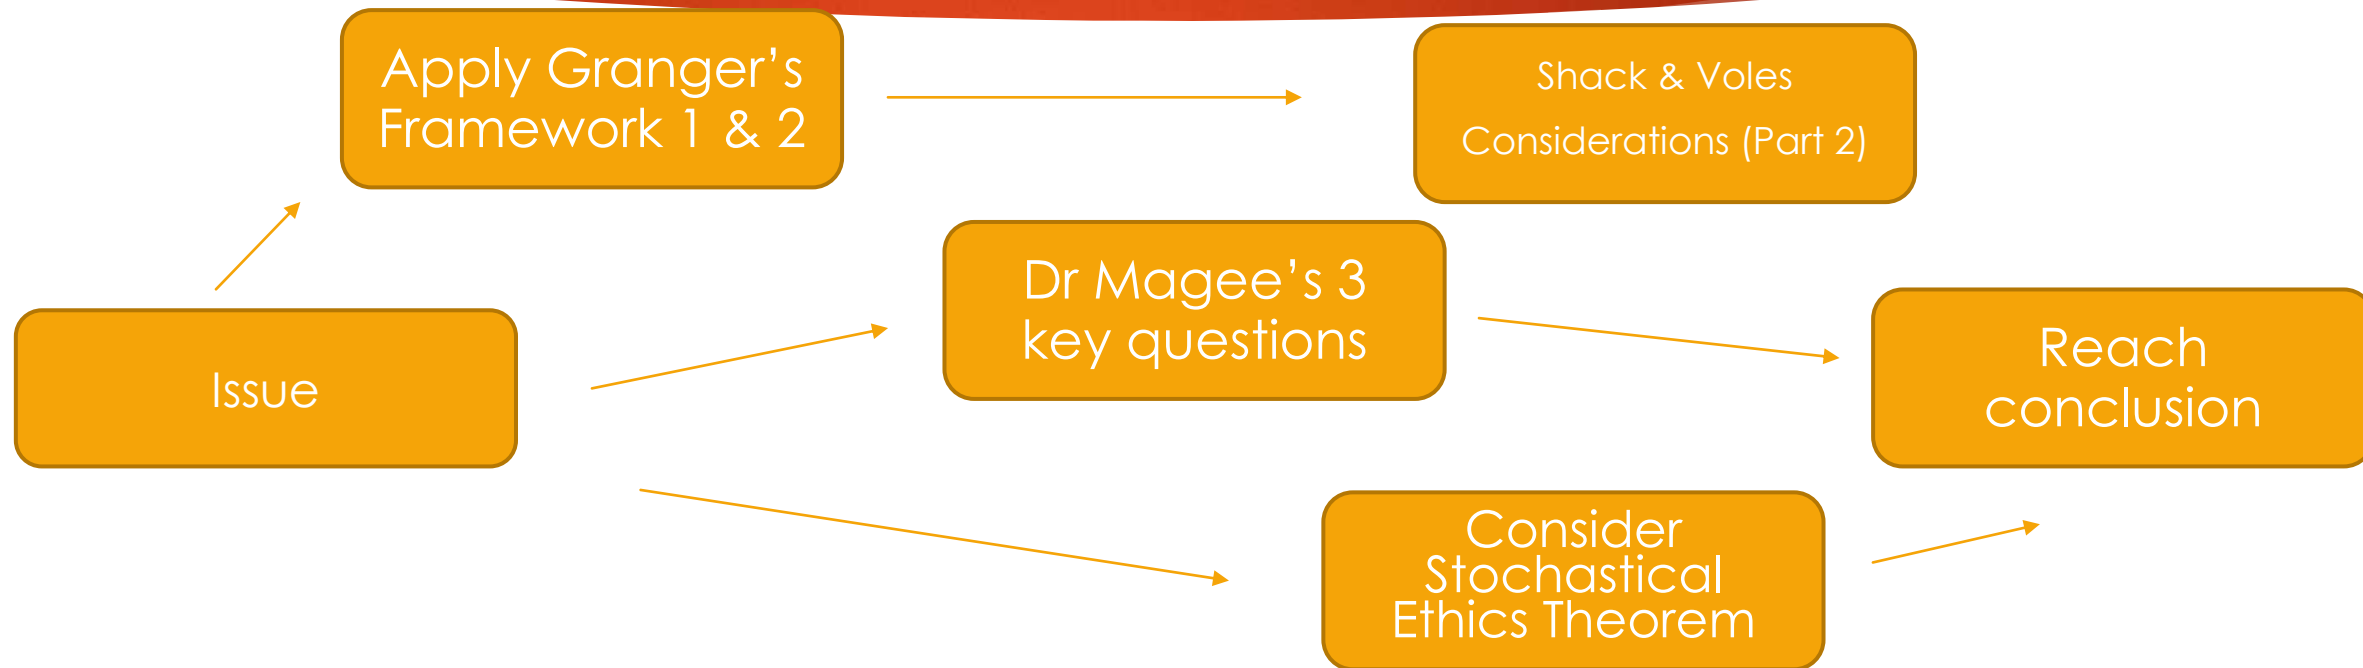 Apply Granger’s
Framework 1 & 2
Shack & Voles
Considerations (Part 2)
Dr Magee’s 3
key questions
Issue
Reach
conclusion
Consider
Stochastical
Ethics Theorem